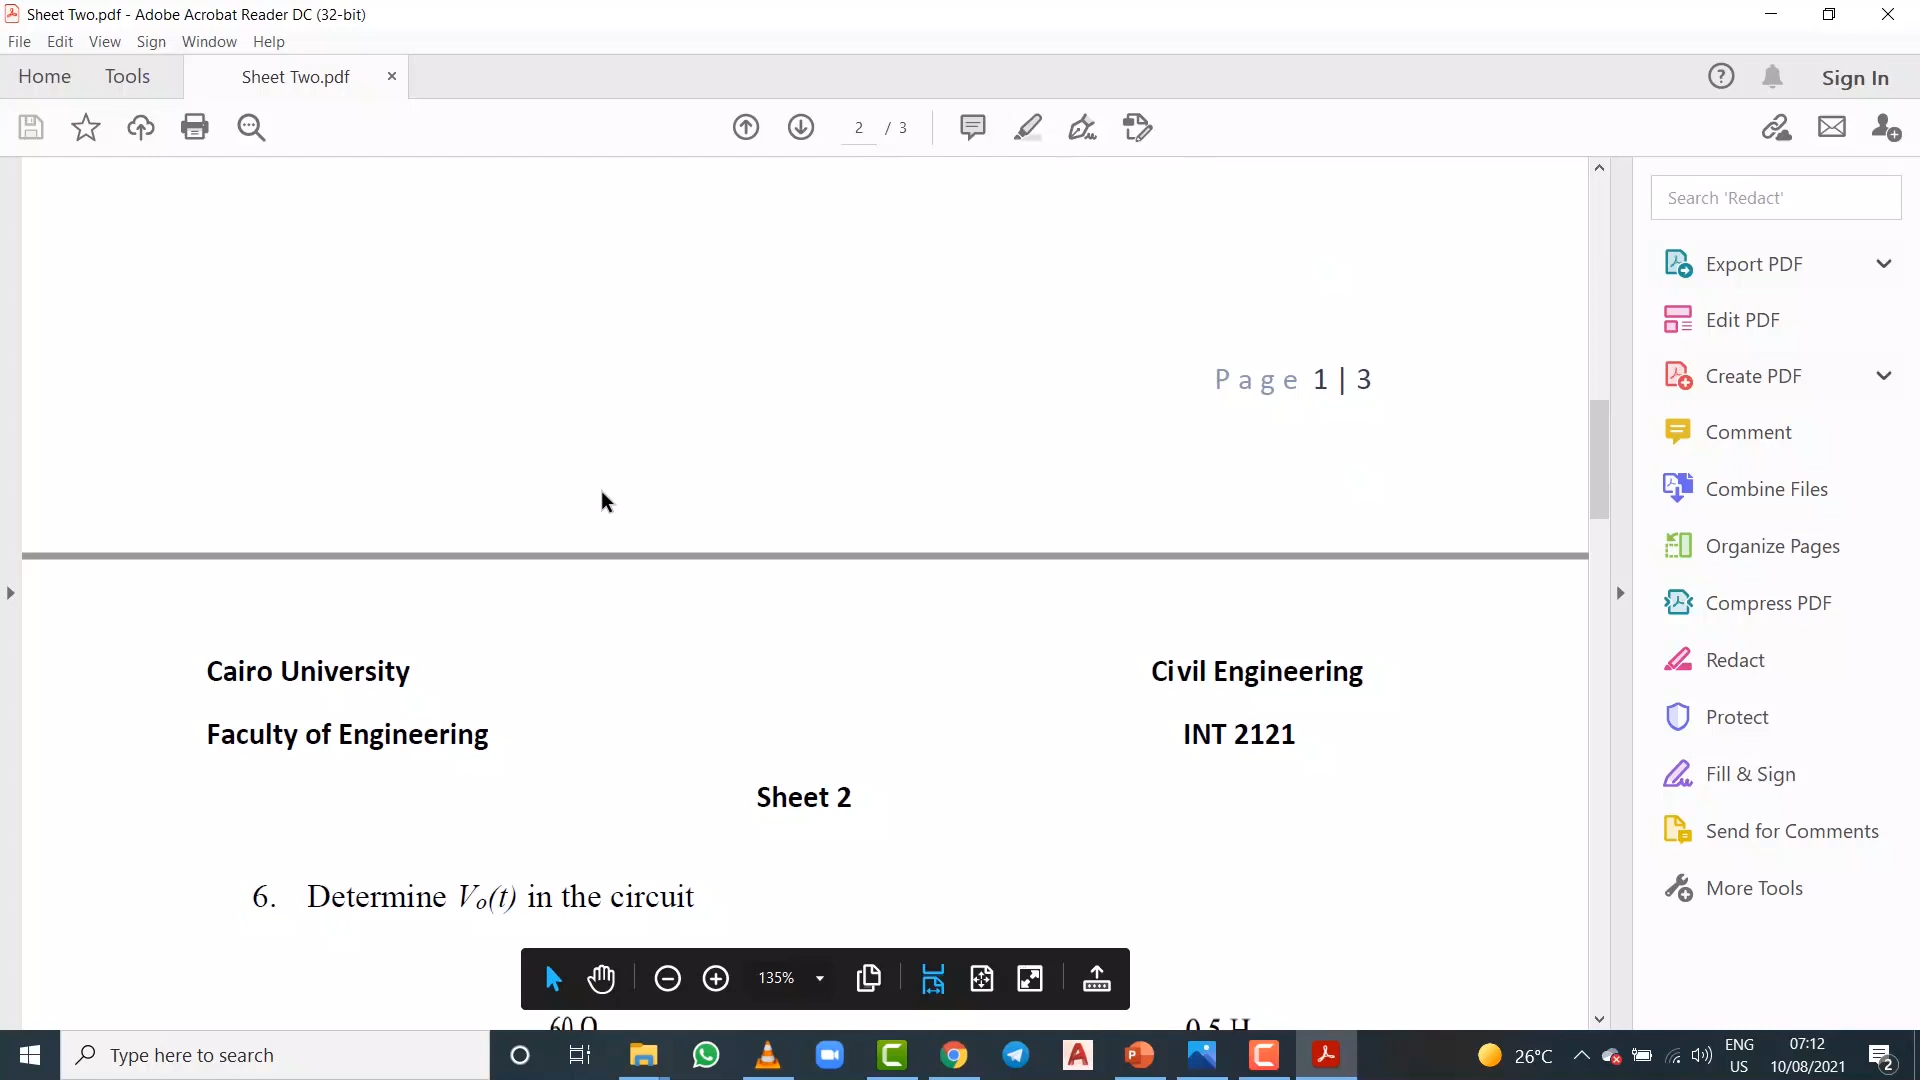 Sheet Two.pdf - Adobe Acrobat Reader DC (32-bit)
File Edit View Sign Window Help
Home Tools Sheet Two.pdf Sign In
2 / 3
Search 'Redact'
Export PDF
Edit PDF
Create PDF
Comment
Combine Files
Organize Pages
Compress PDF
Redact
Protect
Fill & Sign
Send for Comments
More Tools
Page 1 | 3
Cairo University Civil Engineering
Faculty of Engineering INT 2121
Sheet 2
6. Determine Vo(t) in the circuit
135%
60 Ω 0.5 H
Type here to search
26°C
ENG
US
07:12
10/08/2021
2